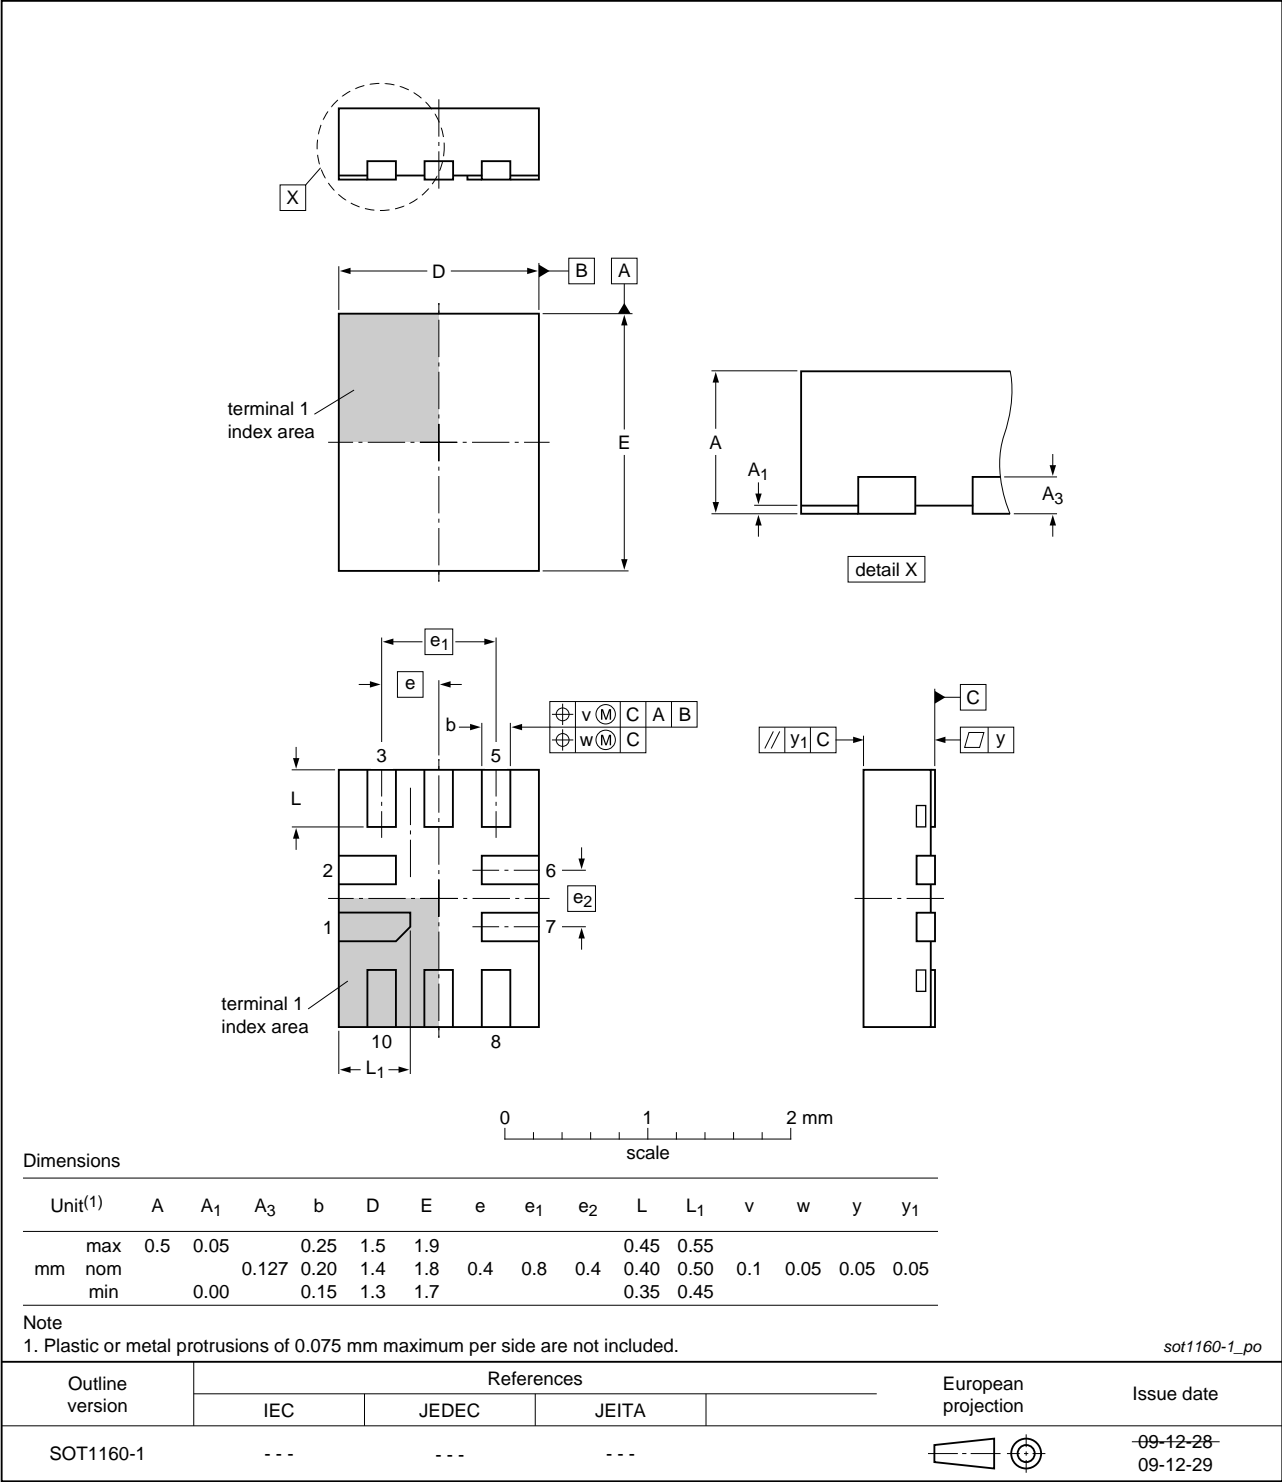 X
D
B
A
terminal 1
index area
E
A
A1
A3
detail X
e1
e
b
v M C A B
w M C
3
5
L
2
6
e2
1
7
terminal 1
index area
10
8
L1
C
// y1 C
y
0
1
2 mm
scale
Dimensions
Unit(1) A A1 A3 b D E e e1 e2 L L1 v w y y1
max 0.5 0.05 0.25 1.5 1.9 0.45 0.55
mm nom 0.127 0.20 1.4 1.8 0.4 0.8 0.4 0.40 0.50 0.1 0.05 0.05 0.05
min 0.00 0.15 1.3 1.7 0.35 0.45
Note
1. Plastic or metal protrusions of 0.075 mm maximum per side are not included.
sot1160-1_po
Outline
version
References
IEC
JEDEC
JEITA
European
projection
Issue date
SOT1160-1
- - -
- - -
- - -
09-12-28
09-12-29